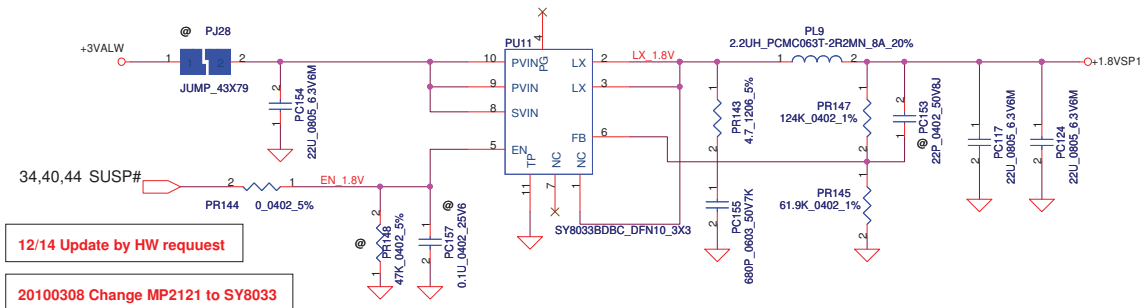 @ PJ28
+3VALW
1 1 2 2
JUMP_43X79
PC154
22U_0805_6.3V6M
PU11
4
PG
10 PVIN
9 PVIN
8 SVIN
5 EN
LX 2
LX 3
FB 6
TP
NC
NC
11
7
1
SY8033BDBC_DFN10_3X3
LX_1.8V
PL9
2.2UH_PCMC063T-2R2MN_8A_20%
1 2
+1.8VSP1
PR143
4.7_1206_5%
PC155
680P_0603_50V7K
PR147
124K_0402_1%
@ PC153
22P_0402_50V8J
PR145
61.9K_0402_1%
PC117
22U_0805_6.3V6M
PC124
22U_0805_6.3V6M
34,40,44 SUSP#
2 1
PR144 0_0402_5%
EN_1.8V
@
PR148
47K_0402_5%
@
PC157
0.1U_0402_25V6
12/14 Update by HW requuest
20100308 Change MP2121 to SY8033